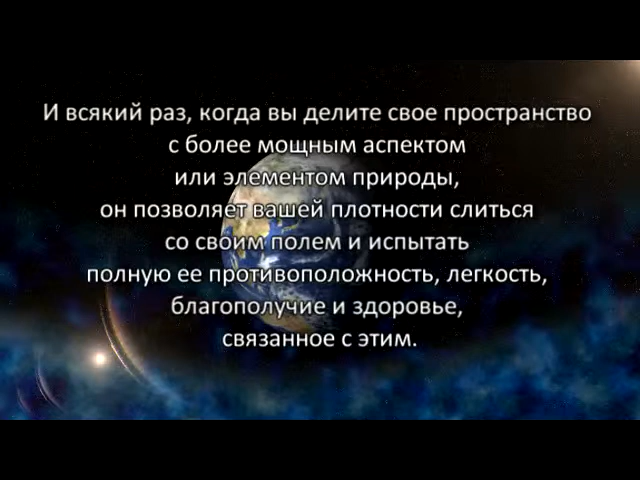 И всякий раз, когда вы делите свое пространство
с более мощным аспектом
или элементом природы,
он позволяет вашей плотности слиться
со своим полем и испытать
полную ее противоположность, легкость,
благополучие и здоровье,
связанное с этим.